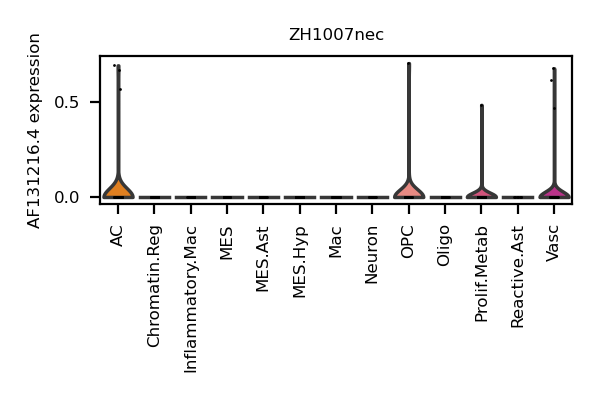 ZH1007nec
AF131216.4 expression
0.5
0.0
AC
Chromatin.Reg
Inflammatory.Mac
MES
MES.Ast
MES.Hyp
Mac
Neuron
OPC
Oligo
Prolif.Metab
Reactive.Ast
Vasc